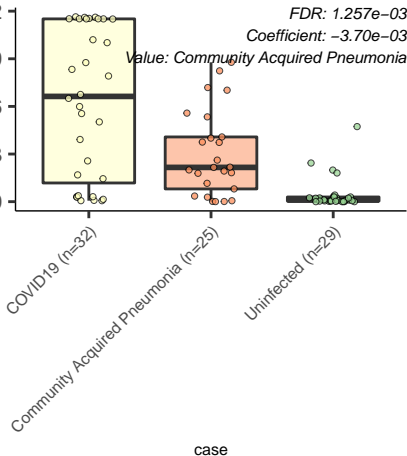 FDR: 1.257e−03
Coefficient: −3.70e−03
Value: Community Acquired Pneumonia
COVID19 (n=32)
Community Acquired Pneumonia (n=25)
Uninfected (n=29)
case